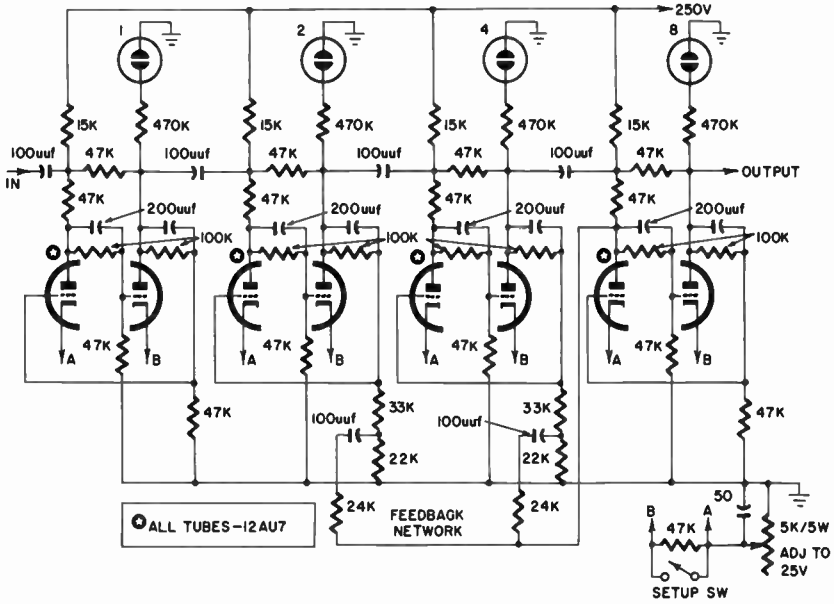 250V
1 2 4 8
15K 470K 15K 470K 15K 470K 15K 470K
100uuf 47K 100uuf 47K 100uuf 47K 100uuf 47K OUTPUT
IN
47K 47K 47K 47K
200uuf 200uuf 200uuf 200uuf
100K 100K 100K
47K 47K 47K 47K
A B A B A B A B
47K 33K 33K 47K
100uuf 100uuf
22K 22K
24K 24K 50
ALL TUBES-12AU7
FEEDBACK
NETWORK
B A
47K
5K/5W
ADJ TO
25V
SETUP SW